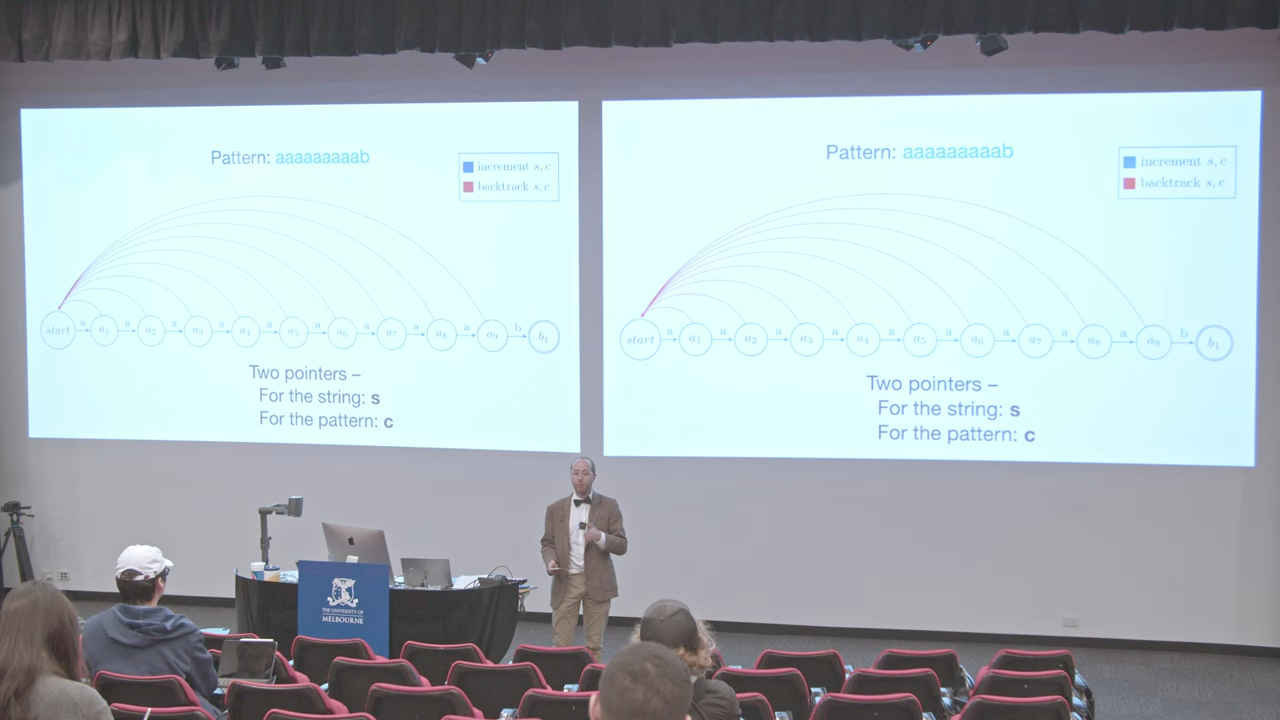 Pattern: aaaaaaaaab
increment s, c
backtrack s, c
start a a1 a a2 a a3 a a4 a a5 a a6 a a7 a a8 a a9 b b1
Two pointers –
For the string: s
For the pattern: c
Pattern: aaaaaaaaab
increment s, c
backtrack s, c
start a a1 a a2 a a3 a a4 a a5 a a6 a a7 a a8 a a9 b b1
Two pointers –
For the string: s
For the pattern: c
THE UNIVERSITY OF
MELBOURNE